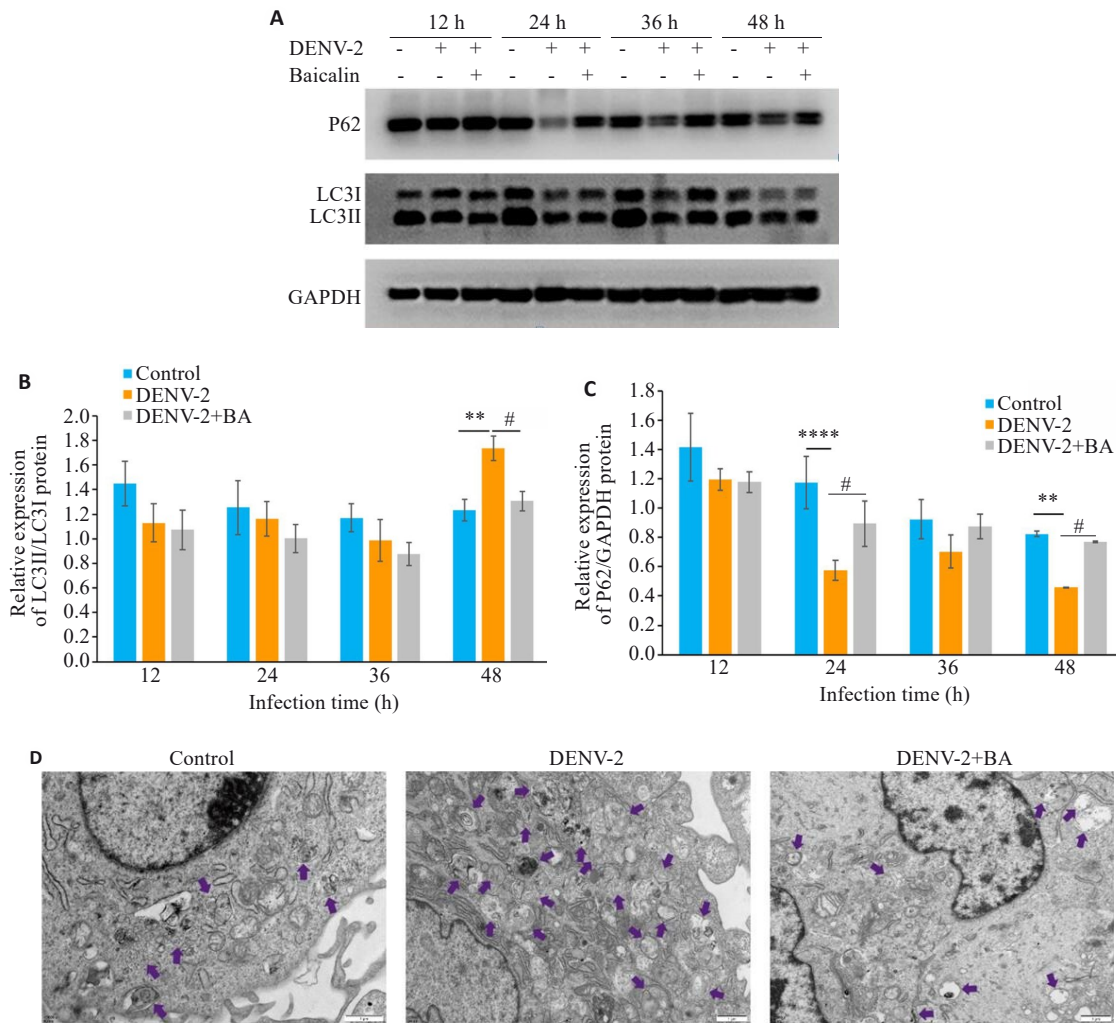 A
12 h 24 h 36 h 48 h
DENV-2 - + + - + + - + + - + +
Baicalin - - + - - + - - + - - +
P62
LC3I
LC3II
GAPDH
B
Control
DENV-2
DENV-2+BA
Relative expression
of LC3II/LC3I protein
2.0
1.8
1.6
1.4
1.2
1.0
0.8
0.6
0.4
0.2
0.0
** #
12 24 36 48
Infection time (h)
C
Control
DENV-2
DENV-2+BA
Relative expression
of P62/GAPDH protein
1.8
1.6
1.4
1.2
1.0
0.8
0.6
0.4
0.2
0.0
****
#
**
#
12 24 36 48
Infection time (h)
D
Control DENV-2 DENV-2+BA